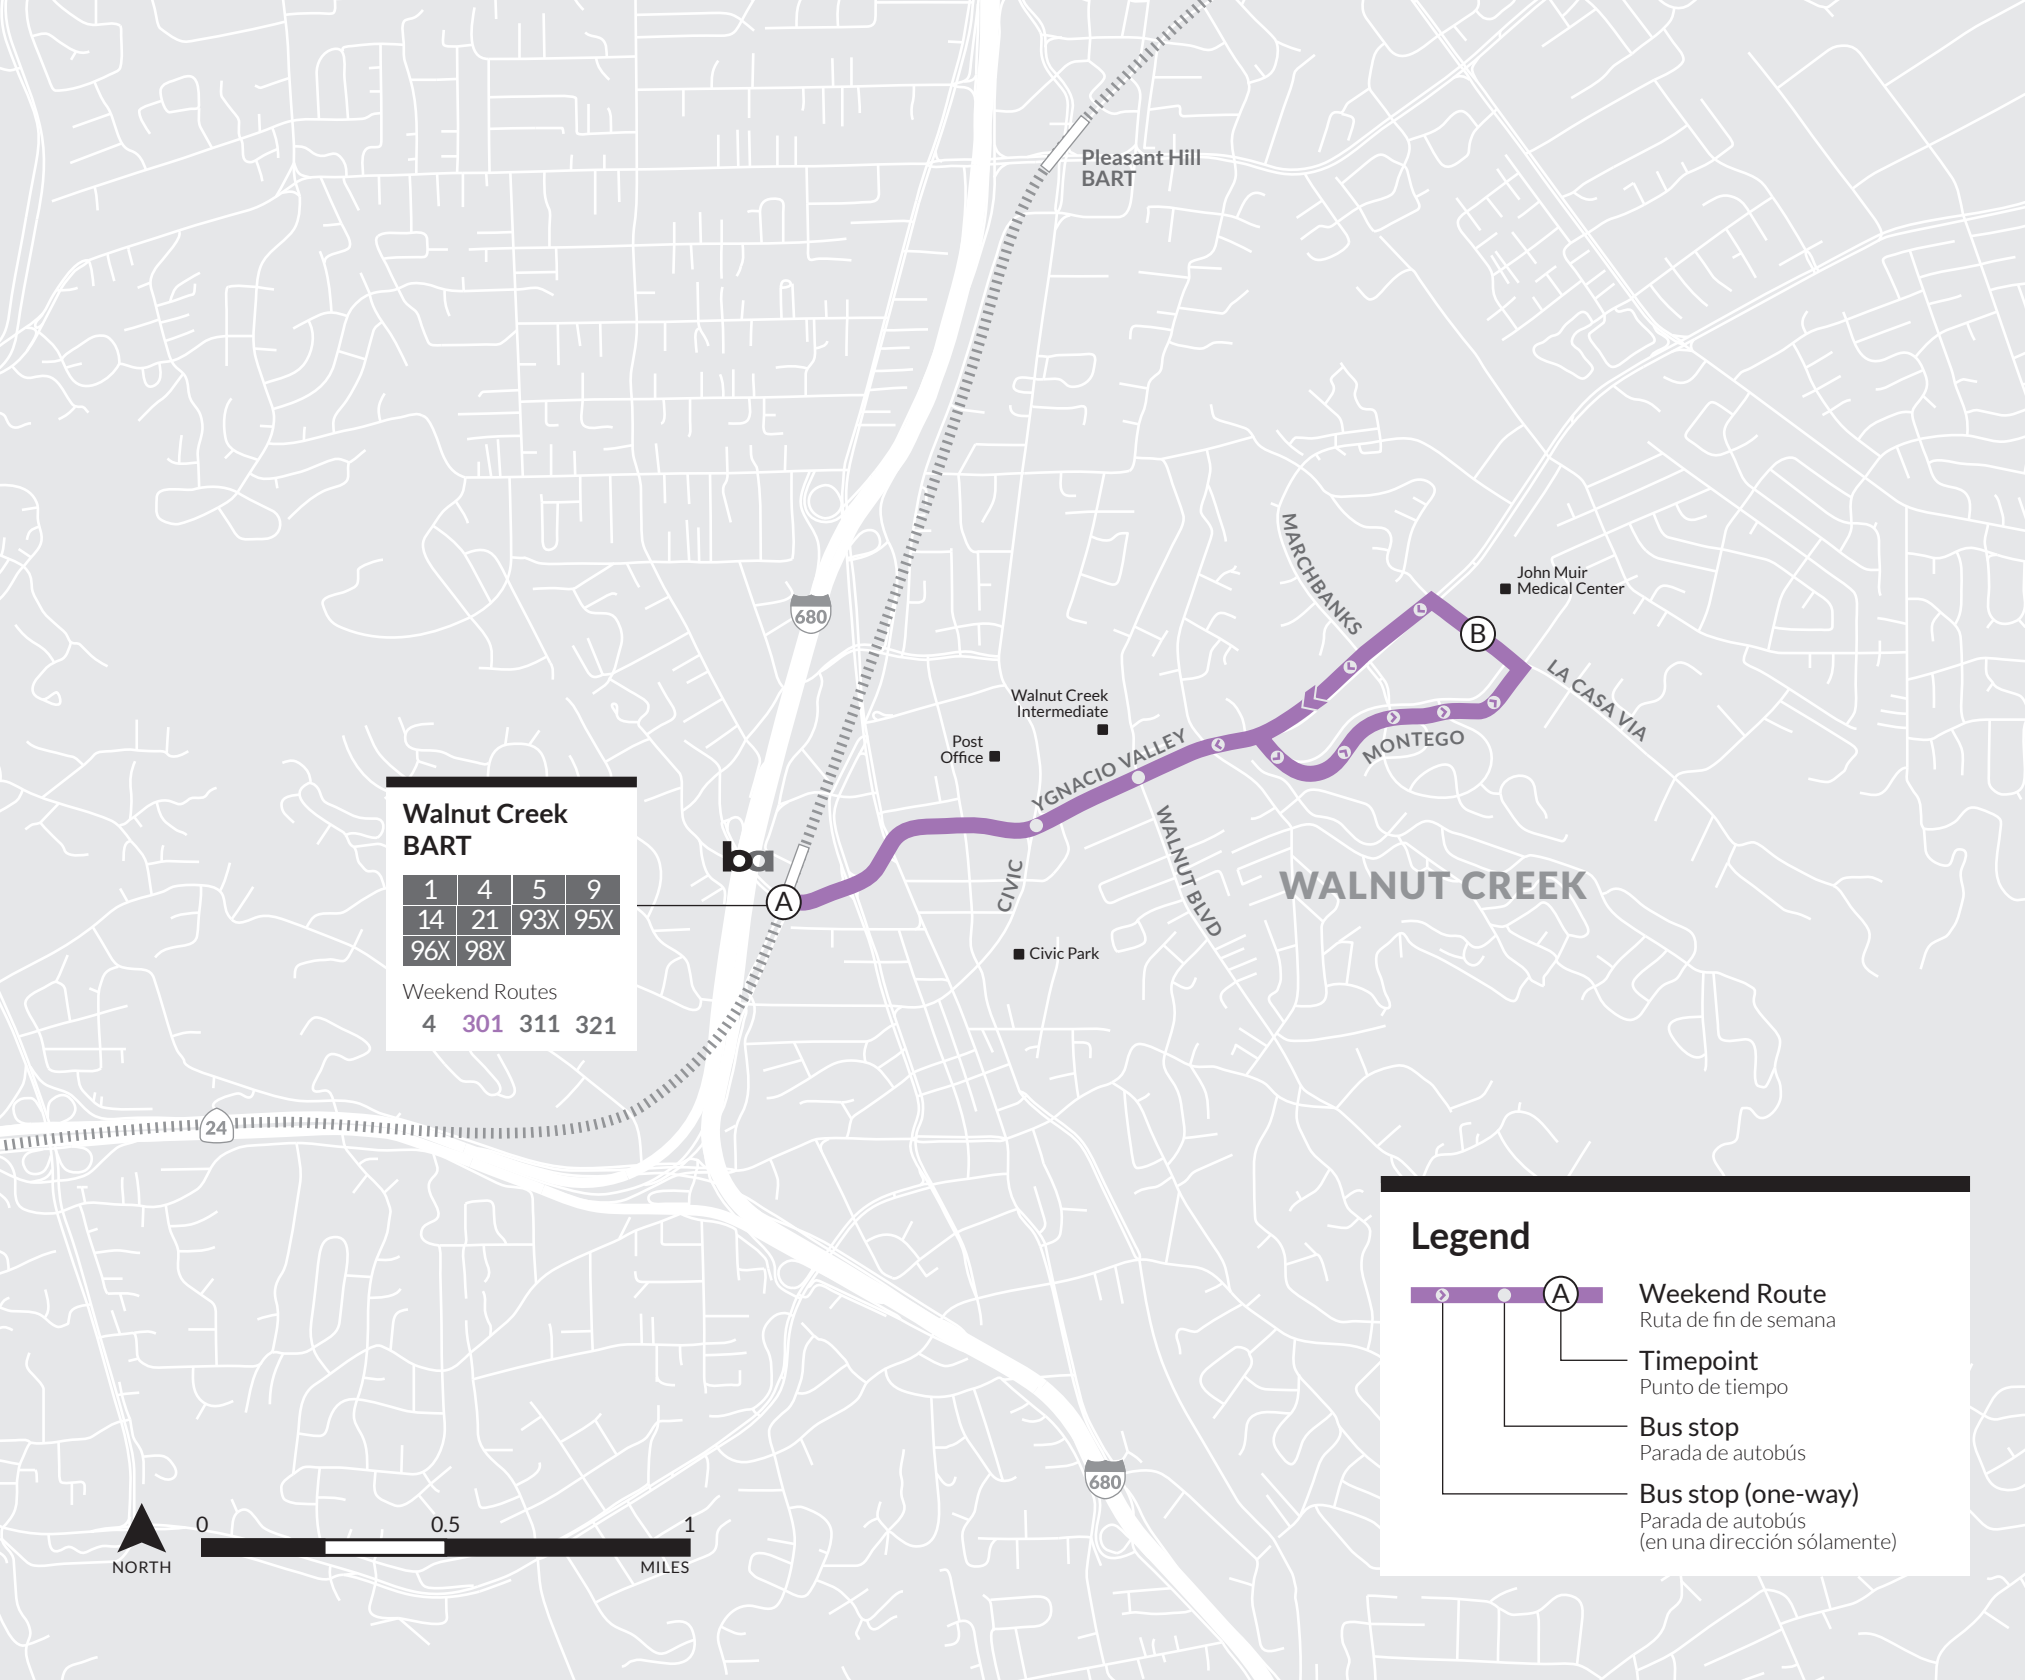 Pleasant Hill
BART
MARCHBANKS
John Muir
Medical Center
680
B
LA CASA VIA
Walnut Creek
Intermediate
Post
Office
YGNACIO VALLEY
MONTEGO
Walnut Creek
BART
1 4 5 9
14 21 93X 95X
96X 98X
Weekend Routes
4 301 311 321
ba
A
CIVIC
WALNUT BLVD
WALNUT CREEK
Civic Park
24
680
Legend
A
Weekend Route
Ruta de fin de semana
Timepoint
Punto de tiempo
Bus stop
Parada de autobús
Bus stop (one-way)
Parada de autobús
(en una dirección sólamente)
NORTH
0 0.5 1
MILES